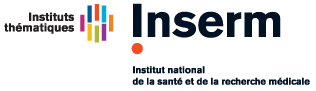 Instituts
thématiques
Inserm
Institut national
de la santé et de la recherche médicale